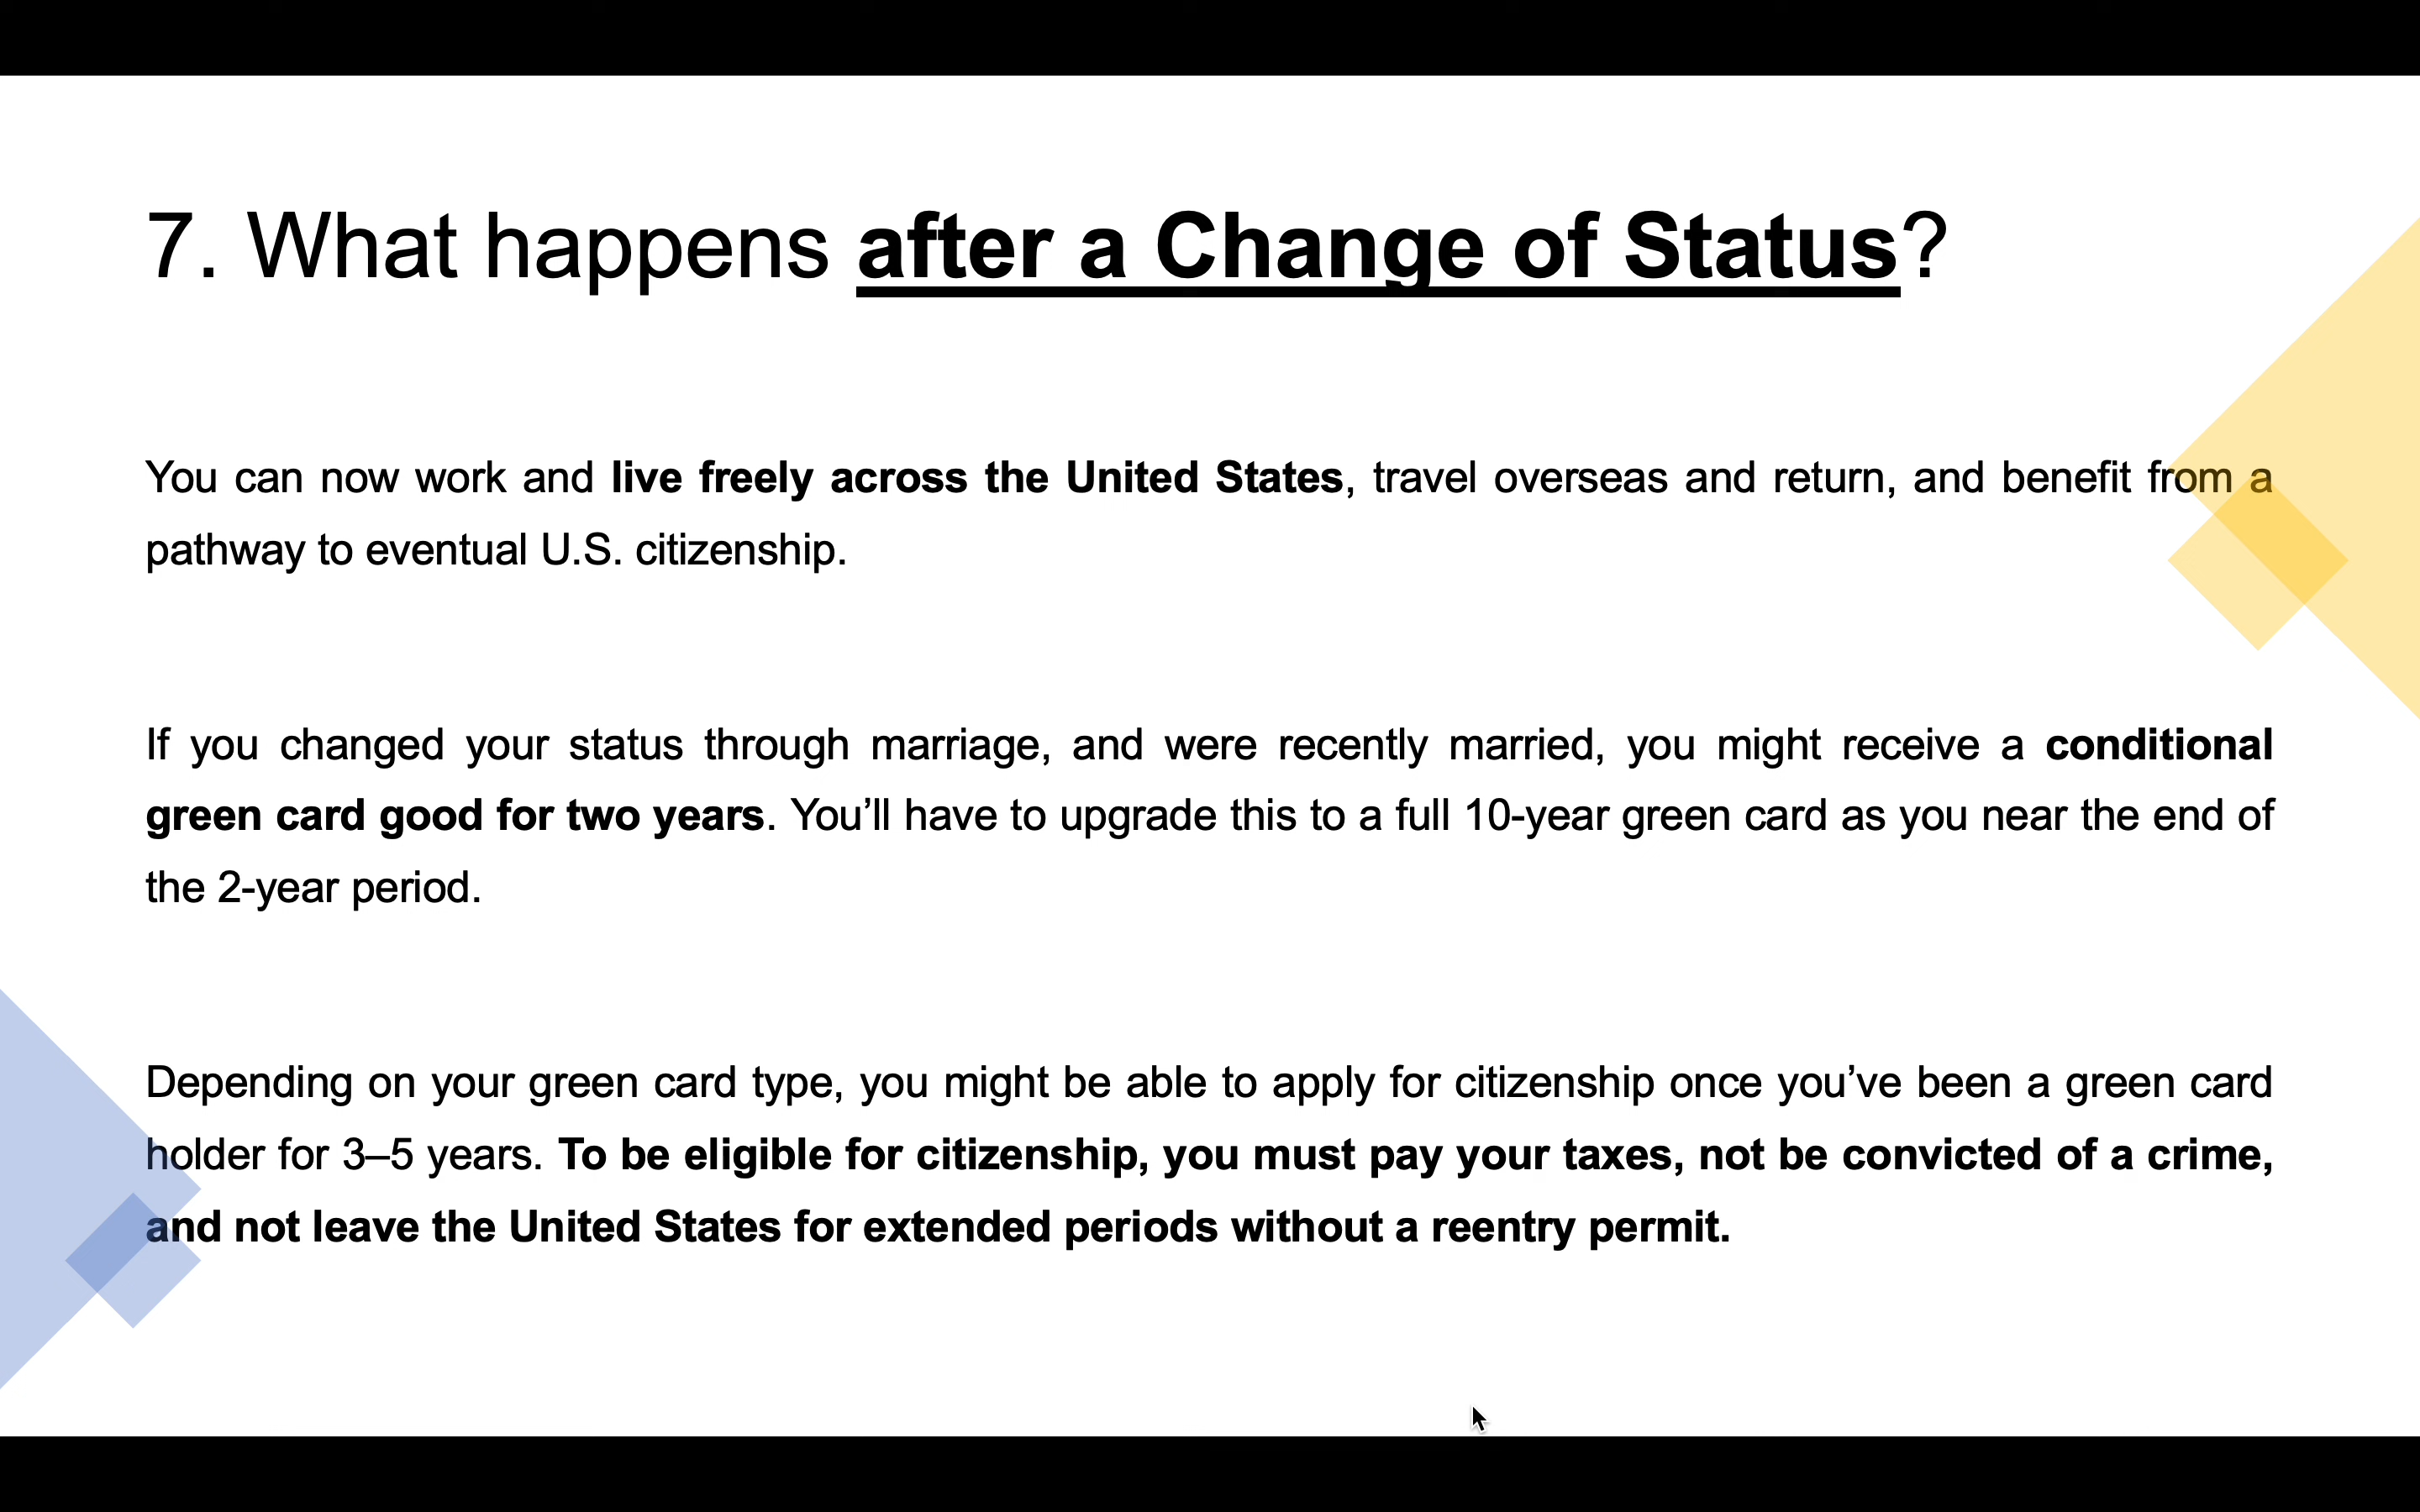 7. What happens after a Change of Status?
You can now work and live freely across the United States, travel overseas and return, and benefit from a
pathway to eventual U.S. citizenship.
If you changed your status through marriage, and were recently married, you might receive a conditional
green card good for two years. You’ll have to upgrade this to a full 10-year green card as you near the end of
the 2-year period.
Depending on your green card type, you might be able to apply for citizenship once you’ve been a green card
holder for 3–5 years. To be eligible for citizenship, you must pay your taxes, not be convicted of a crime,
and not leave the United States for extended periods without a reentry permit.